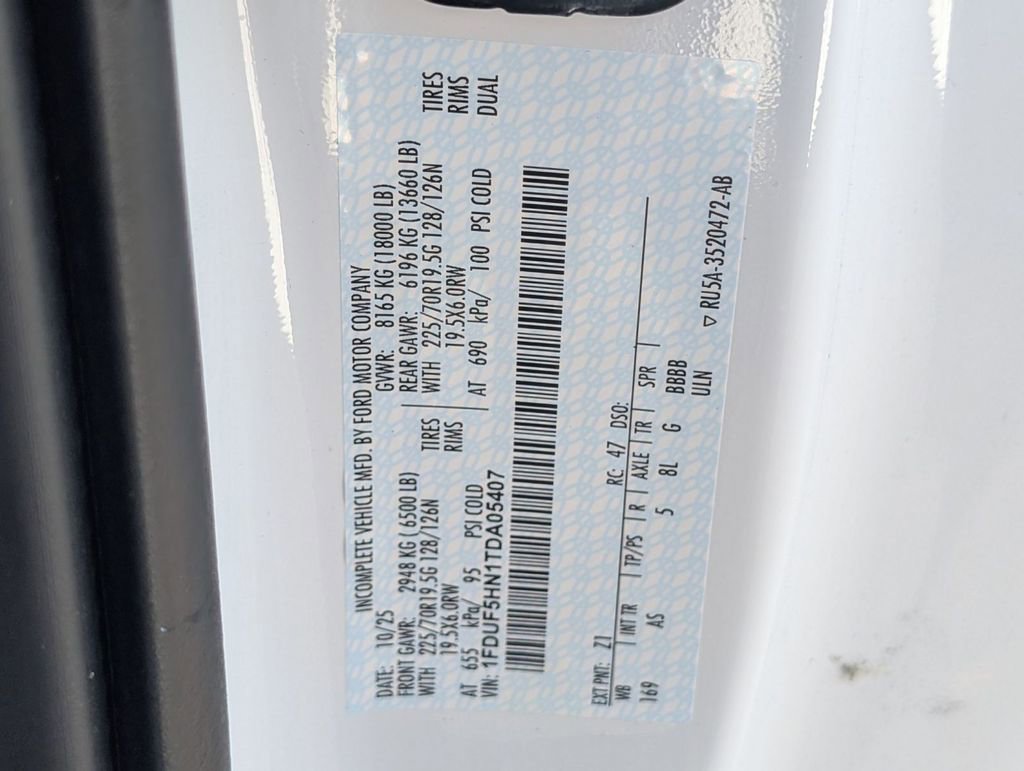 INCOMPLETE VEHICLE MFD. BY FORD MOTOR COMPANY
DATE: 10/25 GVWR: 8165 KG (18000 LB)
FRONT GAWR: 2948 KG (6500 LB) REAR GAWR: 6196 KG (13660 LB)
WITH 225/70R19.5G 128/126N TIRES WITH 225/70R19.5G 128/126N TIRES
19.5X6.0RW RIMS 19.5X6.0RW RIMS
AT 655 kPa/ 95 PSI COLD AT 690 kPa/ 100 PSI COLD DUAL
VIN: 1FDUF5HN1TDA05407
EXT PNT: Z1 RC: 47 DSO:
WB INT TR TP/PS R AXLE TR SPR
169 AS 5 8L G BBBB
ULN
RU5A-3520472-AB